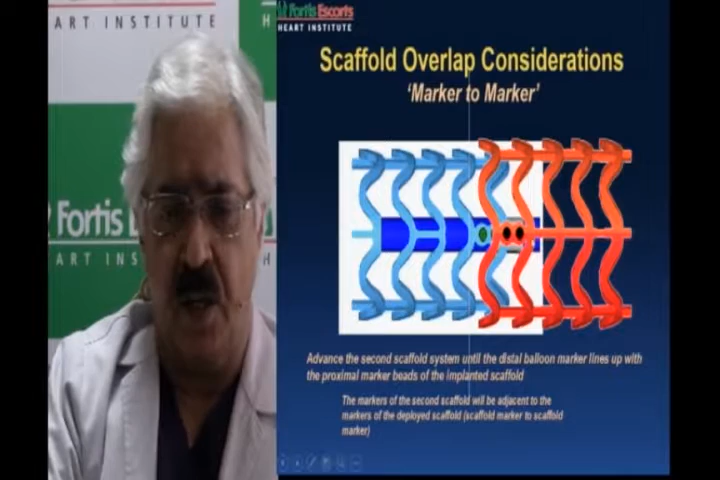 ART INSTITUTE
H
Fortis Escorts
HEART INSTITUTE
Scaffold Overlap Considerations
‘Marker to Marker’
Fortis E
ART INS
H
Advance the second scaffold system until the distal balloon marker lines up with
the proximal marker beads of the implanted scaffold
The markers of the second scaffold will be adjacent to the
markers of the deployed scaffold (scaffold marker to scaffold
marker)